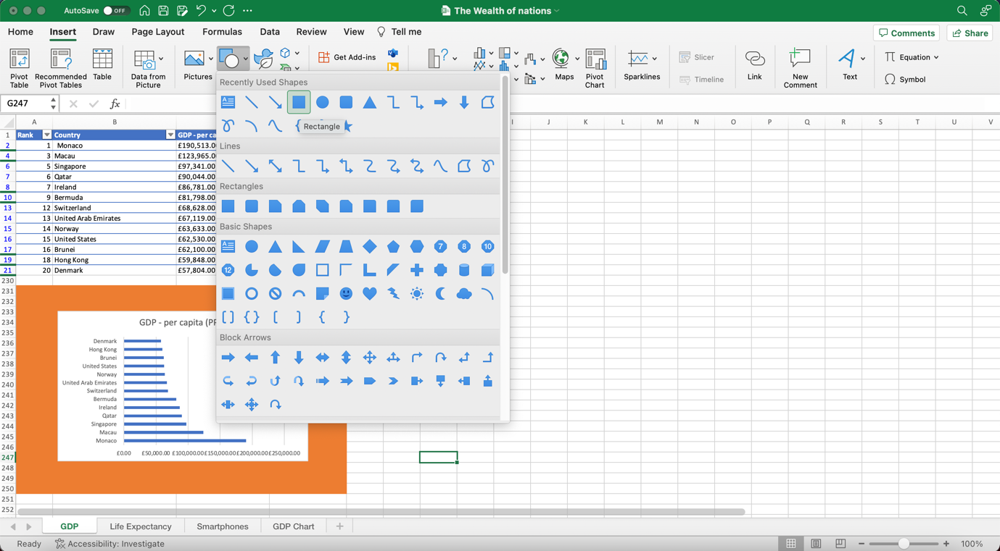 AutoSave OFF
The Wealth of nations
Home Insert Draw Page Layout Formulas Data Review View Tell me
Comments Share
Pivot Table
Recommended Pivot Tables
Table
Data from Picture
Pictures
Get Add-ins
Maps
Pivot Chart
Sparklines
Slicer
Timeline
Link
New Comment
Text
Equation
Symbol
G247 fx
Recently Used Shapes
Rectangle
Lines
Rectangles
Basic Shapes
7 8 10
12
Block Arrows
A B I J K L M N O P Q R S T U V
1 Rank Country GDP - per ca
2 1 Monaco £190,513.0
4 3 Macau £123,965.0
6 5 Singapore £97,341.00
7 6 Qatar £90,044.00
8 7 Ireland £86,781.00
10 9 Bermuda £81,798.00
13 12 Switzerland £68,628.00
14 13 United Arab Emirates £67,119.00
15 14 Norway £63,633.00
16 15 United States £62,530.00
17 16 Brunei £62,100.00
19 18 Hong Kong £59,848.00
21 20 Denmark £57,804.00
230
231
232
233
234
235
236
237
238
239
240
241
242
243
244
245
246
247
248
249
250
251
252
GDP - per capita (PP
Denmark
Hong Kong
Brunei
United States
Norway
United Arab Emirates
Switzerland
Bermuda
Ireland
Qatar
Singapore
Macau
Monaco
£0.00 £50,000.00 £100,000.00 £150,000.00 £200,000.00 £250,000.00
GDP Life Expectancy Smartphones GDP Chart
Ready Accessibility: Investigate
100%